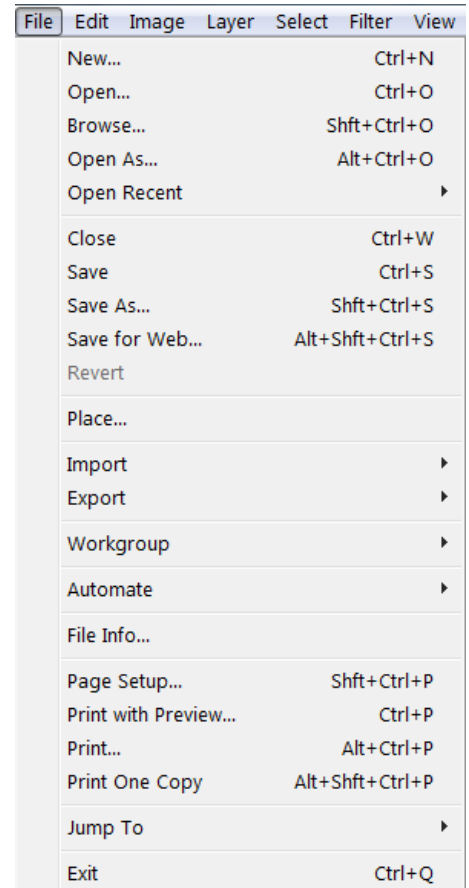 File Edit Image Layer Select Filter View
New... Ctrl+N
Open... Ctrl+O
Browse... Shft+Ctrl+O
Open As... Alt+Ctrl+O
Open Recent
Close Ctrl+W
Save Ctrl+S
Save As... Shft+Ctrl+S
Save for Web... Alt+Shft+Ctrl+S
Revert
Place...
Import
Export
Workgroup
Automate
File Info...
Page Setup... Shft+Ctrl+P
Print with Preview... Ctrl+P
Print... Alt+Ctrl+P
Print One Copy Alt+Shft+Ctrl+P
Jump To
Exit Ctrl+Q